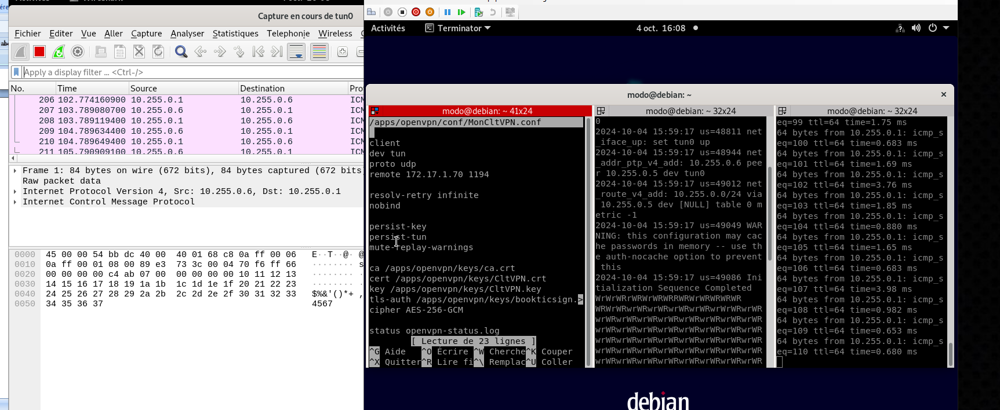 Capture en cours de tun0
Fichier Editer Vue Aller Capture Analyser Statistiques Telephonie Wireless
Apply a display filter … <Ctrl-/>
No. Time Source Destination
206 102.774160900 10.255.0.1 10.255.0.6 ICM
207 103.789080700 10.255.0.6 10.255.0.1 ICM
208 103.789119400 10.255.0.1 10.255.0.6 ICM
209 104.789634400 10.255.0.6 10.255.0.1 ICM
210 104.789649400 10.255.0.1 10.255.0.6 ICM
211 105.790909100 10.255.0.6 10.255.0.1 ICM
Frame 1: 84 bytes on wire (672 bits), 84 bytes captured (672 bits
Raw packet data
Internet Protocol Version 4, Src: 10.255.0.6, Dst: 10.255.0.1
Internet Control Message Protocol
0000 45 00 00 54 bb dc 40 00 40 01 68 c8 0a ff 00 06 E··T··@· @
0010 0a ff 00 01 08 00 89 e3 73 3c 00 04 70 f6 ff 66 ········ s
0020 00 00 00 00 c4 ab 07 00 00 00 00 00 10 11 12 13 ········
0030 14 15 16 17 18 19 1a 1b 1c 1d 1e 1f 20 21 22 23 ········
0040 24 25 26 27 28 29 2a 2b 2c 2d 2e 2f 30 31 32 33 $%&'()*+ ,
0050 34 35 36 37 4567
Activités Terminator 4 oct. 16:08
modo@debian: ~
modo@debian: ~ 41x24
/apps/openvpn/conf/MonCltVPN.conf
client
dev tun
proto udp
remote 172.17.1.70 1194
resolv-retry infinite
nobind
persist-key
persist-tun
mute-replay-warnings
ca /apps/openvpn/keys/ca.crt
cert /apps/openvpn/keys/CltVPN.crt
key /apps/openvpn/keys/CltVPN.key
tls-auth /apps/openvpn/keys/bookticsign.>
cipher AES-256-GCM
status openvpn-status.log
[ Lecture de 23 lignes ]
^G Aide ^O Écrire ^W Cherche^K Couper
^X Quitter^R Lire fi^\ Remplac^U Coller
modo@debian: ~ 32x24
0
2024-10-04 15:59:17 us=48811 net
_iface_up: set tun0 up
2024-10-04 15:59:17 us=48944 net
_addr_ptp_v4_add: 10.255.0.6 pee
r 10.255.0.5 dev tun0
2024-10-04 15:59:17 us=49012 net
_route_v4_add: 10.255.0.0/24 via
10.255.0.5 dev [NULL] table 0 m
etric -1
2024-10-04 15:59:17 us=49049 WAR
NING: this configuration may cac
he passwords in memory -- use th
e auth-nocache option to prevent
this
2024-10-04 15:59:17 us=49086 Ini
tialization Sequence Completed
WrWrWRrWRrWrWRWRRWRWrWRWRWRWR
WRWrWrWRwrWRwrWRwrWRwrWRwrWRwrWR
wrWRwrWRwrWRwrWRwrWRwrWRwrWRwrWR
wrWRwrWRwrWRwrWRwrWRwrWRwrWRwrWR
wrWRwrWRwrWRwrWRwrWRwrWRwrWRwrWR
wrWRwrWRwrWRwrWRwrWRwrWRwrWRwrWR
wrWRwrWRwrWRwrWRwrWRwrWRwrWRwrWR
modo@debian: ~ 32x24
eq=99 ttl=64 time=1.75 ms
64 bytes from 10.255.0.1: icmp_s
eq=100 ttl=64 time=0.683 ms
64 bytes from 10.255.0.1: icmp_s
eq=101 ttl=64 time=1.69 ms
64 bytes from 10.255.0.1: icmp_s
eq=102 ttl=64 time=3.76 ms
64 bytes from 10.255.0.1: icmp_s
eq=103 ttl=64 time=1.85 ms
64 bytes from 10.255.0.1: icmp_s
eq=104 ttl=64 time=0.880 ms
64 bytes from 10.255.0.1: icmp_s
eq=105 ttl=64 time=1.65 ms
64 bytes from 10.255.0.1: icmp_s
eq=106 ttl=64 time=0.683 ms
64 bytes from 10.255.0.1: icmp_s
eq=107 ttl=64 time=3.98 ms
64 bytes from 10.255.0.1: icmp_s
eq=108 ttl=64 time=0.982 ms
64 bytes from 10.255.0.1: icmp_s
eq=109 ttl=64 time=0.653 ms
64 bytes from 10.255.0.1: icmp_s
eq=110 ttl=64 time=0.680 ms
debian